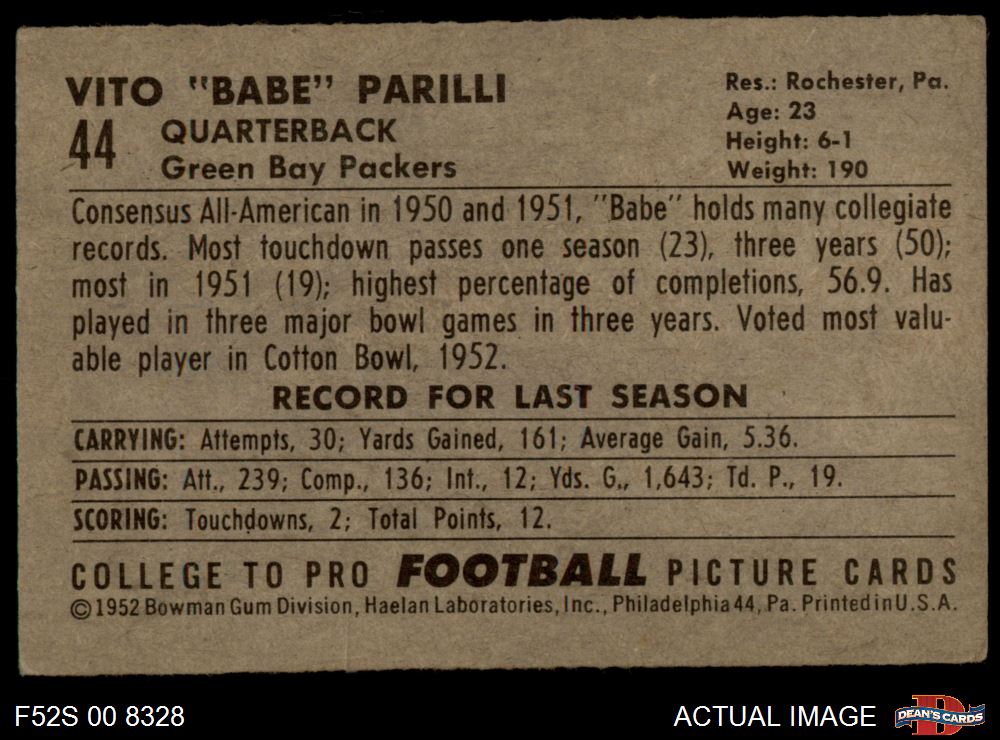 VITO "BABE" PARILLI
44
QUARTERBACK
Green Bay Packers
Res.: Rochester, Pa.
Age: 23
Height: 6-1
Weight: 190
Consensus All-American in 1950 and 1951, "Babe" holds many collegiate
records. Most touchdown passes one season (23), three years (50);
most in 1951 (19); highest percentage of completions, 56.9. Has
played in three major bowl games in three years. Voted most valu-
able player in Cotton Bowl, 1952.
RECORD FOR LAST SEASON
CARRYING: Attempts, 30; Yards Gained, 161; Average Gain, 5.36.
PASSING: Att., 239; Comp., 136; Int., 12; Yds. G., 1,643; Td. P., 19.
SCORING: Touchdowns, 2; Total Points, 12.
COLLEGE TO PRO FOOTBALL PICTURE CARDS
©1952 Bowman Gum Division, Haelan Laboratories, Inc., Philadelphia 44, Pa. Printed in U.S.A.
F52S 00 8328
ACTUAL IMAGE
D
DEAN'S CARDS